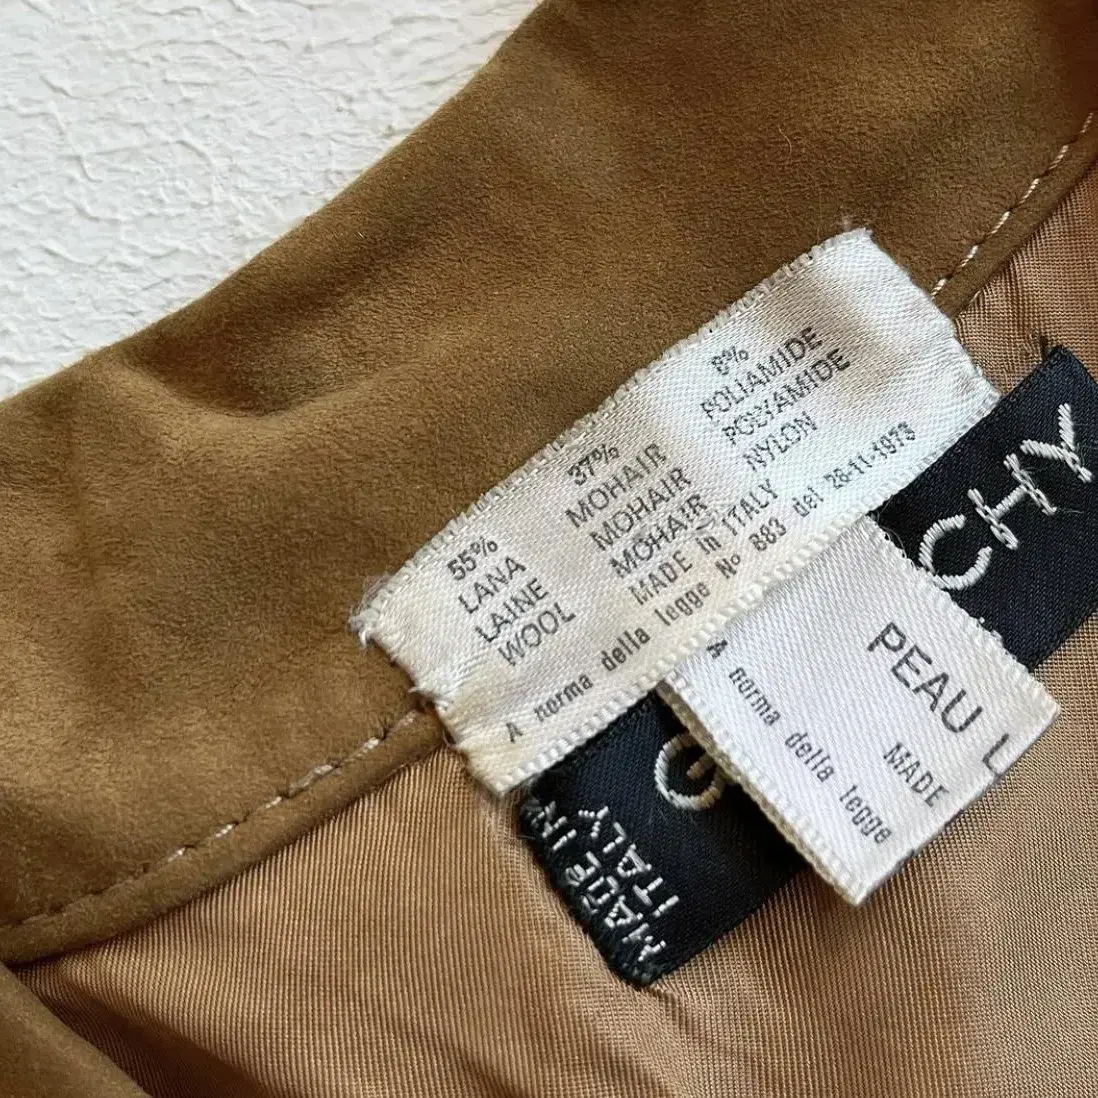 55%
LANA
LAINE
WOOL
37%
MOHAIR
MOHAIR
MOHAIR
8%
POLIAMIDE
POLYAMIDE
NYLON
MADE in ITALY
A norma della legge N° 883 del 26-11-1973
PEAU L
MADE
A norma della legge
G CHY
MADE IN
ITALY